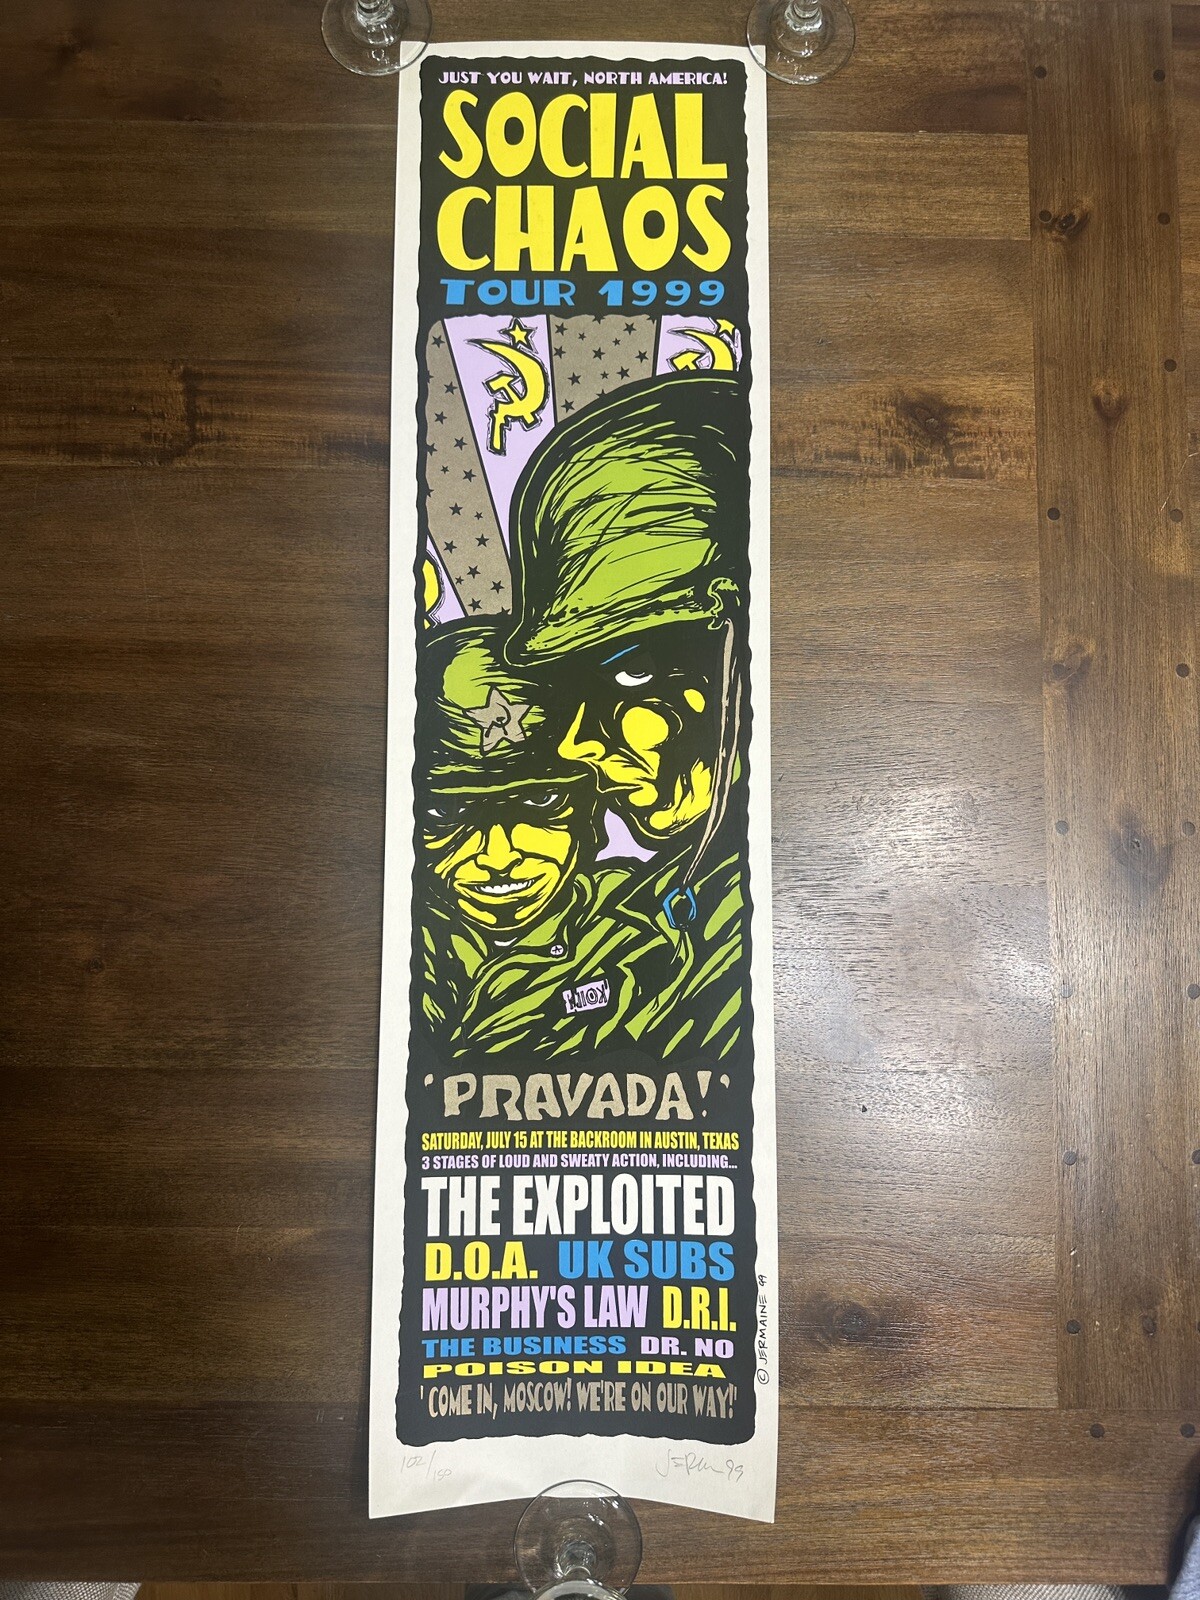 JUST YOU WAIT, NORTH AMERICA!
SOCIAL
CHAOS
TOUR 1999
'PRAVADA!'
SATURDAY, JULY 15 AT THE BACKROOM IN AUSTIN, TEXAS
3 STAGES OF LOUD AND SWEATY ACTION, INCLUDING...
THE EXPLOITED
D.O.A. UK SUBS
MURPHY'S LAW D.R.I.
THE BUSINESS DR. NO
POISON IDEA
'COME IN, MOSCOW! WE'RE ON OUR WAY!'
© JERMAINE 99
102/150